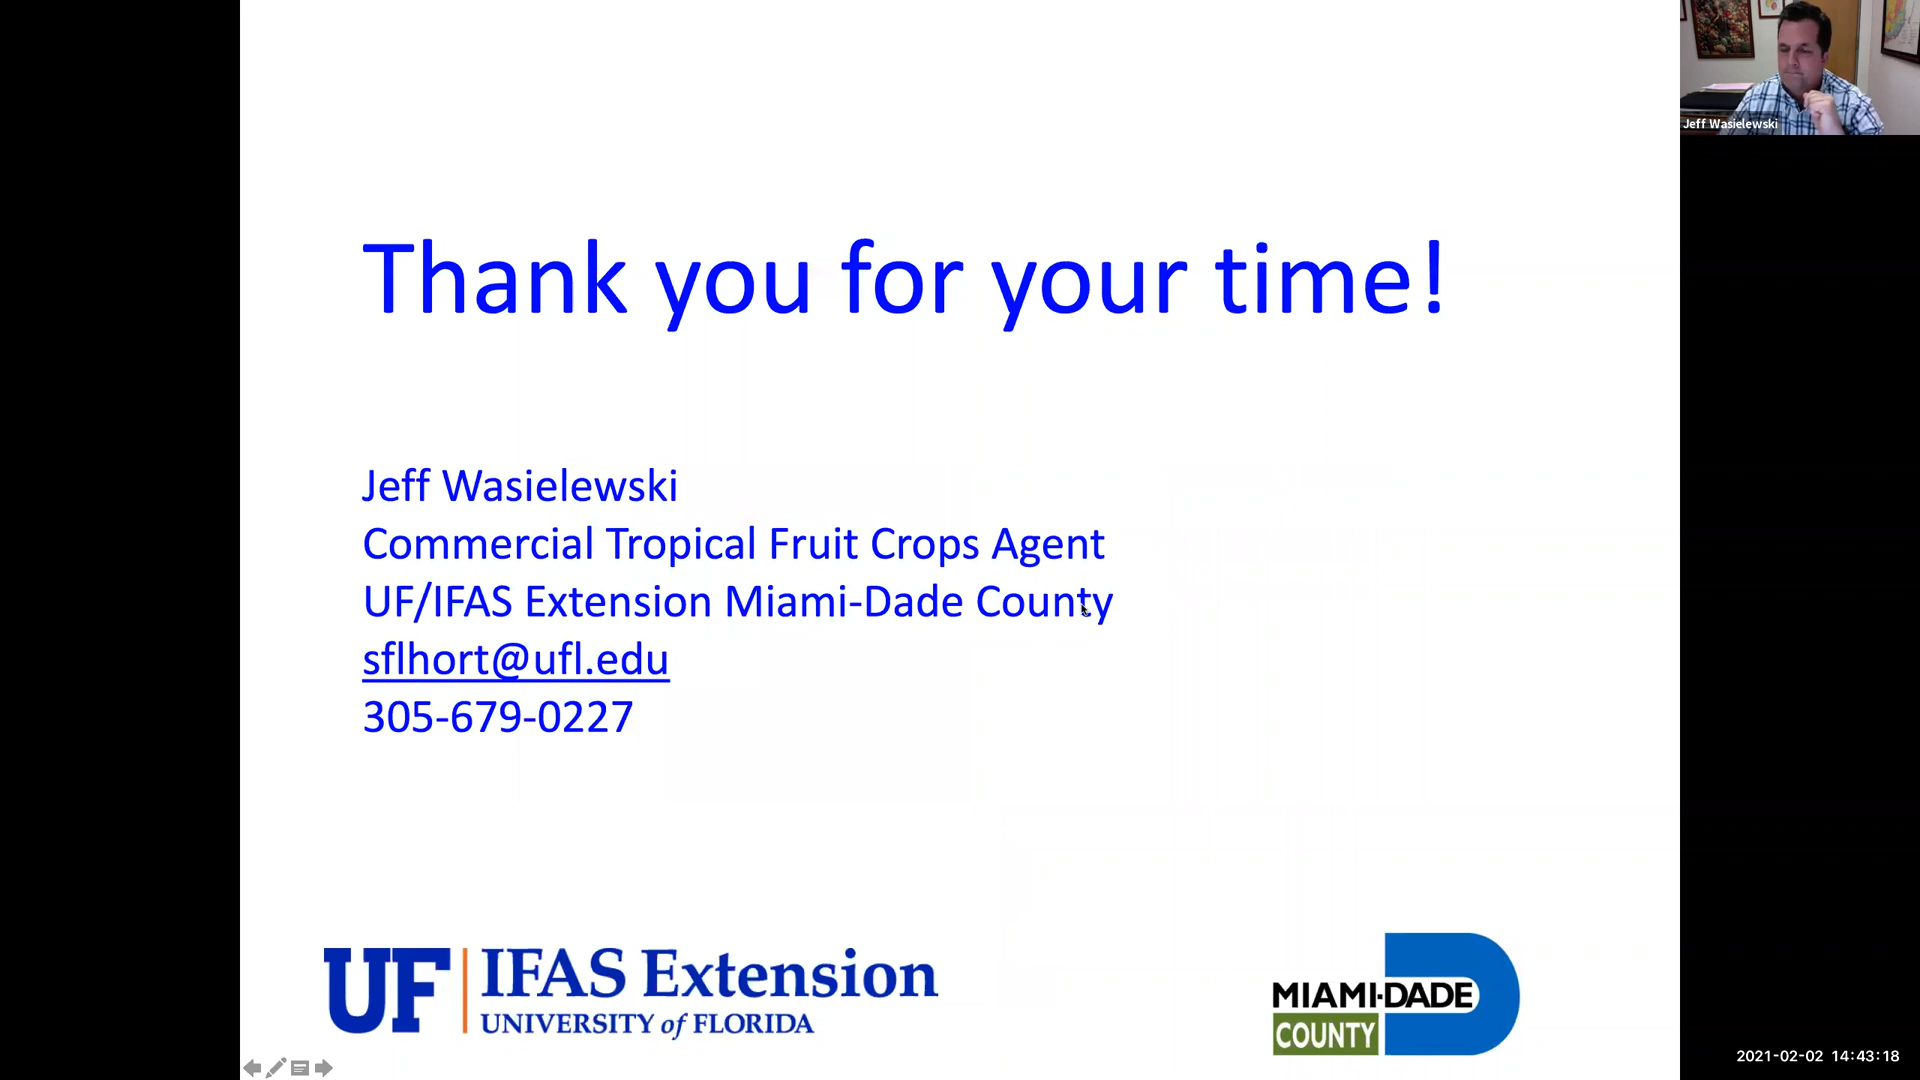 Jeff Wasielewski
Thank you for your time!
Jeff Wasielewski
Commercial Tropical Fruit Crops Agent
UF/IFAS Extension Miami-Dade County
sflhort@ufl.edu
305-679-0227
UF IFAS Extension
UNIVERSITY of FLORIDA
MIAMI-DADE
COUNTY
2021-02-02 14:43:18